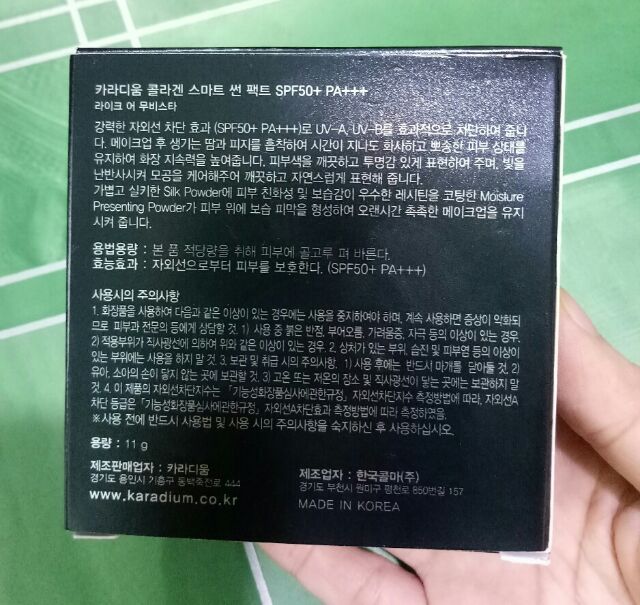 카라디움 콜라겐 스마트 썬 팩트 SPF50+ PA+++
라이크 어 무비스타
강력한 자외선 차단 효과 (SPF50+ PA+++)로 UV-A, UV-B를 효과적으로 차단하여 줍니
다. 메이크업 후 생기는 땀과 피지를 흡착하여 시간이 지나도 화사하고 뽀송한 피부 상태를
유지하여 화장 지속력을 높여줍니다. 피부색을 깨끗하고 투명감 있게 표현하여 주며, 빛을
난반사시켜 모공을 케어해주어 깨끗하고 자연스럽게 표현해 줍니다.
가볍고 실키한 Silk Powder에 피부 친화성 및 보습감이 우수한 레시틴을 코팅한 Moisture
Presenting Powder가 피부 위에 보습 피막을 형성하여 오랜시간 촉촉한 메이크업을 유지
시켜 줍니다.
용법용량 : 본 품 적당량을 취해 피부에 골고루 펴 바른다.
효능효과 : 자외선으로부터 피부를 보호한다. (SPF50+ PA+++)
사용시의 주의사항
1. 화장품을 사용하여 다음과 같은 이상이 있는 경우에는 사용을 중지하여야 하며, 계속 사용하면 증상이 악화되
므로 피부과 전문의 등에게 상담할 것. 1) 사용 중 붉은 반점, 부어오름, 가려움증, 자극 등의 이상이 있는 경우.
2) 적용부위가 직사광선에 의하여 위와 같은 이상이 있는 경우. 2. 상처가 있는 부위, 습진 및 피부염 등의 이상이
있는 부위에는 사용을 하지 말 것. 3. 보관 및 취급 시의 주의사항. 1) 사용 후에는 반드시 마개를 닫아둘 것. 2)
유아, 소아의 손이 닿지 않는 곳에 보관할 것. 3) 고온 또는 저온의 장소 및 직사광선이 닿는 곳에는 보관하지 말
것. 4. 이 제품의 자외선차단지수는 「기능성화장품심사에관한규정」 자외선차단지수 측정방법에 따라, 자외선A
차단 등급은 「기능성화장품심사에관한규정」 자외선A차단효과 측정방법에 따라 측정하였음.
※사용 전에 반드시 사용법 및 사용 시의 주의사항을 숙지하신 후 사용하십시오.
용량 : 11 g
제조판매업자 : 카라디움
경기도 용인시 기흥구 동백죽전로 444
www.karadium.co.kr
제조업자 : 한국콜마(주)
경기도 부천시 원미구 평천로 850번길 157
MADE IN KOREA